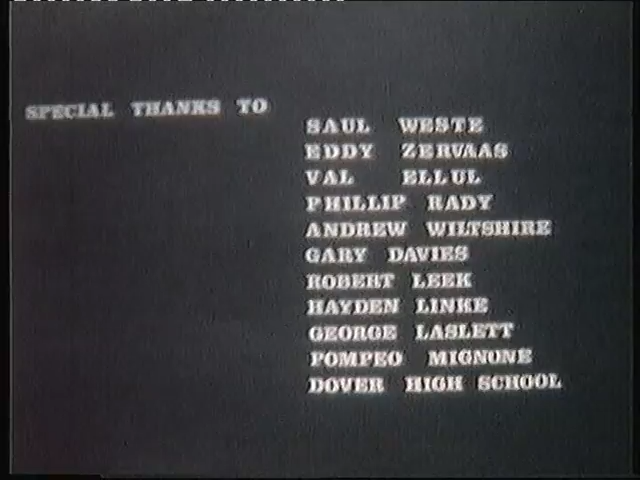 SPECIAL THANKS TO
SAUL WESTE
EDDY ZERVAAS
VAL ELLUL
PHILLIP RADY
ANDREW WILTSHIRE
GARY DAVIES
ROBERT LEEK
HAYDEN LINKE
GEORGE LASLETT
POMPEO MIGNONE
DOVER HIGH SCHOOL